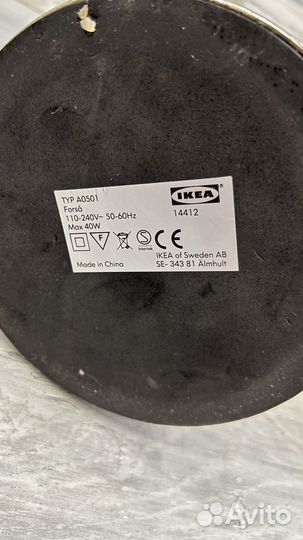 TYP A0501
Forså
110-240V~ 50-60Hz
Max 40W
IKEA
14412
F
S
Intertek
CE
Made in China
IKEA of Sweden AB
SE- 343 81 Älmhult
Avito